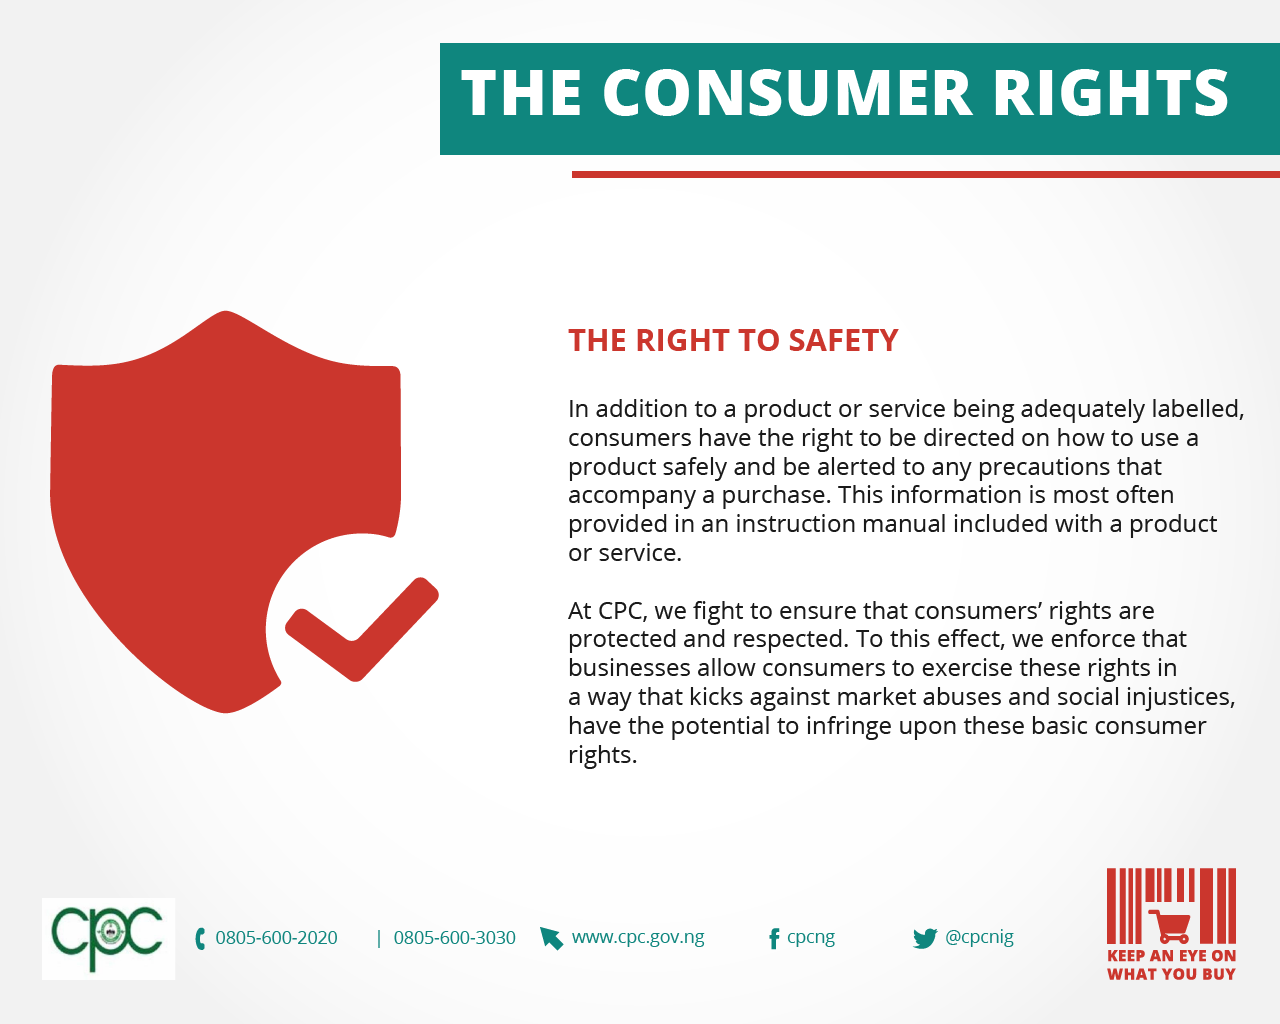 THE CONSUMER RIGHTS
THE RIGHT TO SAFETY
In addition to a product or service being adequately labelled,
consumers have the right to be directed on how to use a
product safely and be alerted to any precautions that
accompany a purchase. This information is most often
provided in an instruction manual included with a product
or service.
At CPC, we fight to ensure that consumers’ rights are
protected and respected. To this effect, we enforce that
businesses allow consumers to exercise these rights in
a way that kicks against market abuses and social injustices,
have the potential to infringe upon these basic consumer
rights.
cpc
0805-600-2020 | 0805-600-3030 www.cpc.gov.ng cpcng @cpcnig
KEEP AN EYE ON
WHAT YOU BUY